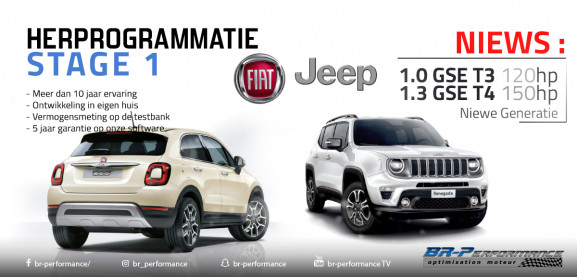 HERPROGRAMMATIE
STAGE 1
- Meer dan 10 jaar ervaring
- Ontwikkeling in eigen huis
- Vermogensmeting op de testbank
- 5 jaar garantie op onze software
FIAT
Jeep
NIEWS :
1.0 GSE T3 120hp
1.3 GSE T4 150hp
Niewe Generatie
Renegade
br-performance/
br_performance
br-performance
br-performance TV
BR-Performance
optimisation moteur